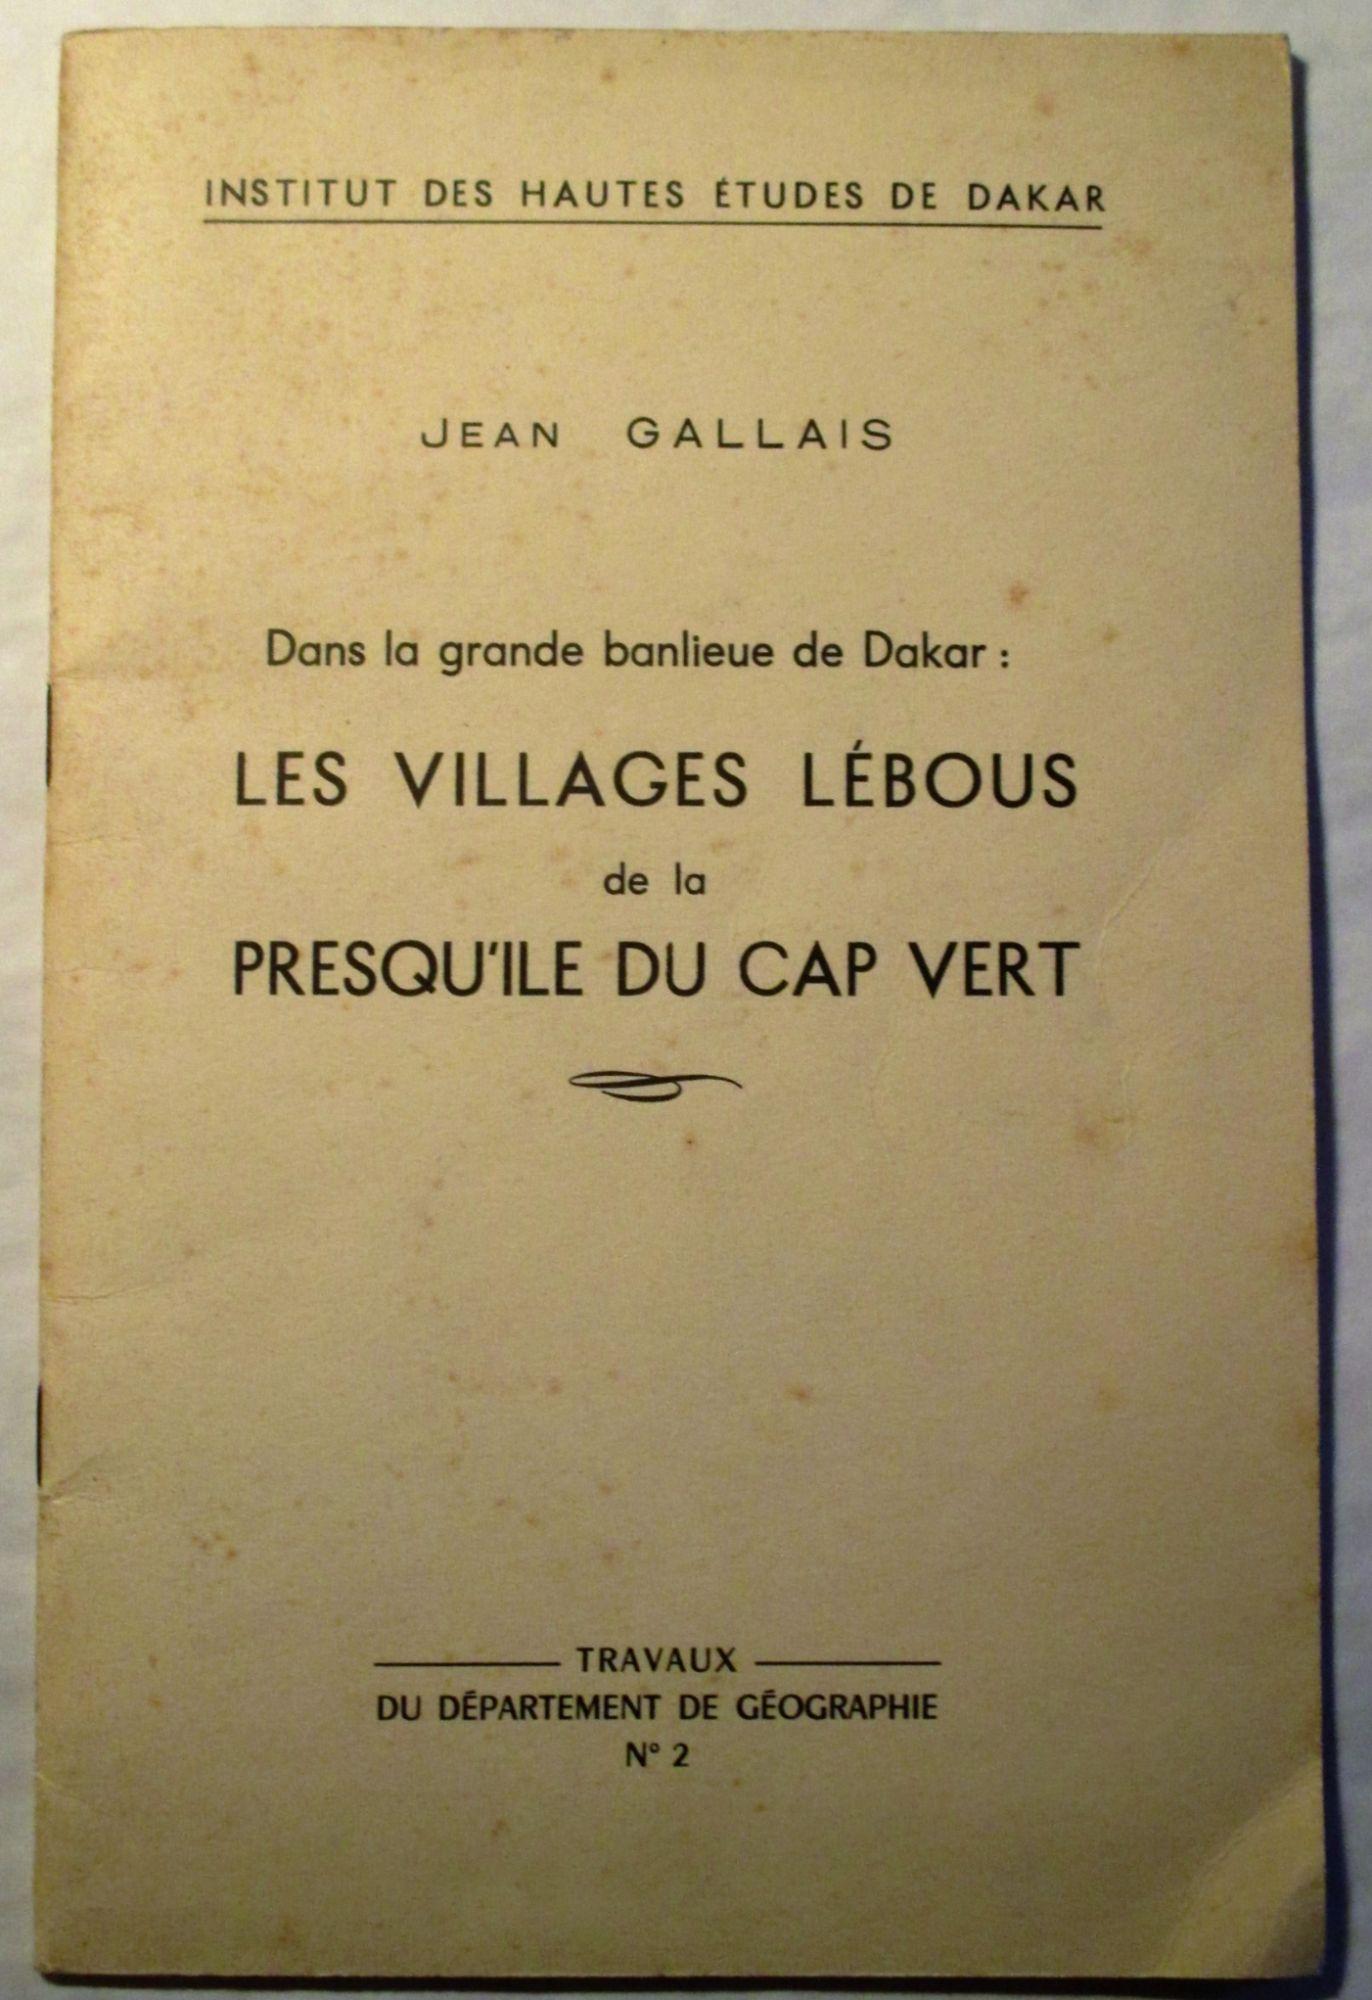 INSTITUT DES HAUTES ÉTUDES DE DAKAR
JEAN GALLAIS
Dans la grande banlieue de Dakar :
LES VILLAGES LÉBOUS
de la
PRESQU'ILE DU CAP VERT
TRAVAUX
DU DÉPARTEMENT DE GÉOGRAPHIE
N° 2